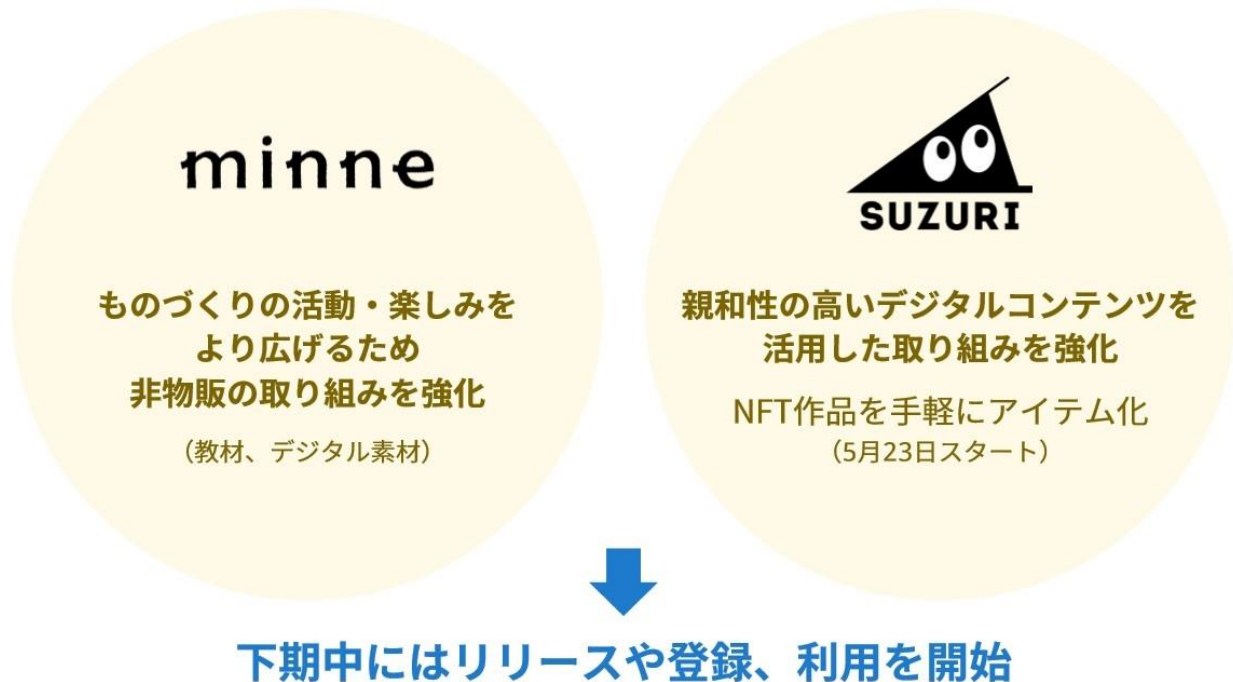 minne
ものづくりの活動・楽しみを
より広げるため
非物販の取り組みを強化
（教材、デジタル素材）
SUZURI
親和性の高いデジタルコンテンツを
活用した取り組みを強化
NFT作品を手軽にアイテム化
（5月23日スタート）
下期中にはリリースや登録、利用を開始